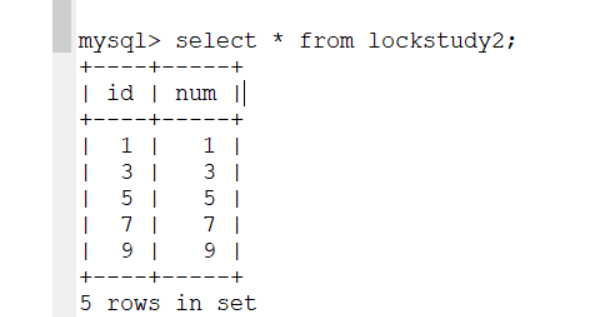 mysql> select * from lockstudy2;
+----+-----+
| id | num |
+----+-----+
|  1 |   1 |
|  3 |   3 |
|  5 |   5 |
|  7 |   7 |
|  9 |   9 |
+----+-----+
5 rows in set